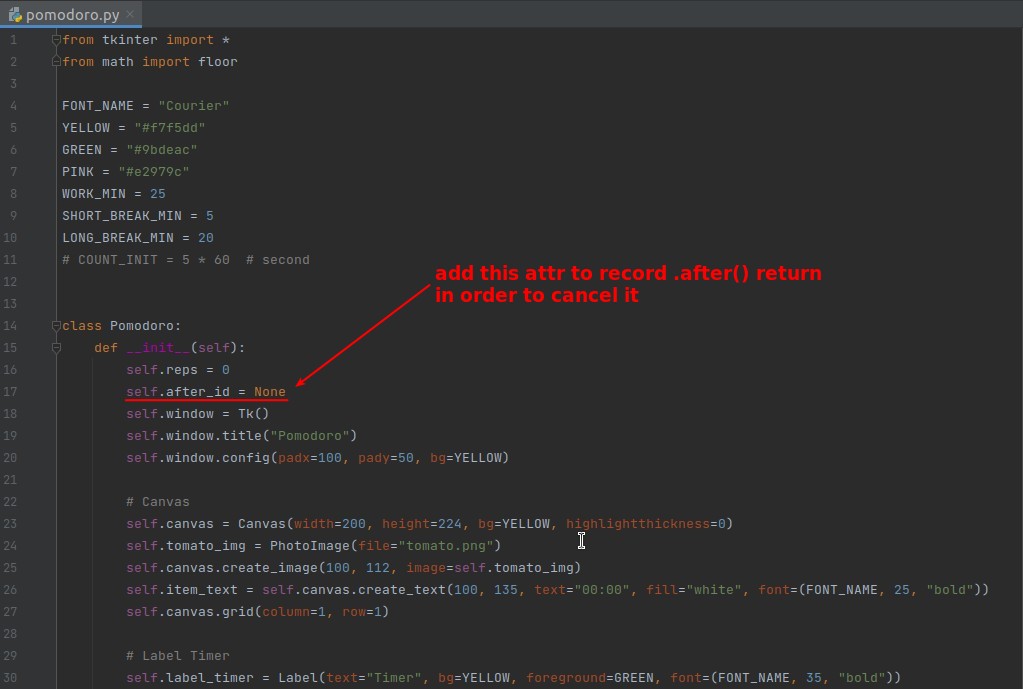 pomodoro.py ×
1 from tkinter import *
2 from math import floor
3
4 FONT_NAME = "Courier"
5 YELLOW = "#f7f5dd"
6 GREEN = "#9bdeac"
7 PINK = "#e2979c"
8 WORK_MIN = 25
9 SHORT_BREAK_MIN = 5
10 LONG_BREAK_MIN = 20
11 # COUNT_INIT = 5 * 60  # second
add this attr to record .after() return
in order to cancel it
12
13
14 class Pomodoro:
15     def __init__(self):
16         self.reps = 0
17         self.after_id = None
18         self.window = Tk()
19         self.window.title("Pomodoro")
20         self.window.config(padx=100, pady=50, bg=YELLOW)
21
22         # Canvas
23         self.canvas = Canvas(width=200, height=224, bg=YELLOW, highlightthickness=0)
24         self.tomato_img = PhotoImage(file="tomato.png")
25         self.canvas.create_image(100, 112, image=self.tomato_img)
26         self.item_text = self.canvas.create_text(100, 135, text="00:00", fill="white", font=(FONT_NAME, 25, "bold"))
27         self.canvas.grid(column=1, row=1)
28
29         # Label Timer
30         self.label_timer = Label(text="Timer", bg=YELLOW, foreground=GREEN, font=(FONT_NAME, 35, "bold"))